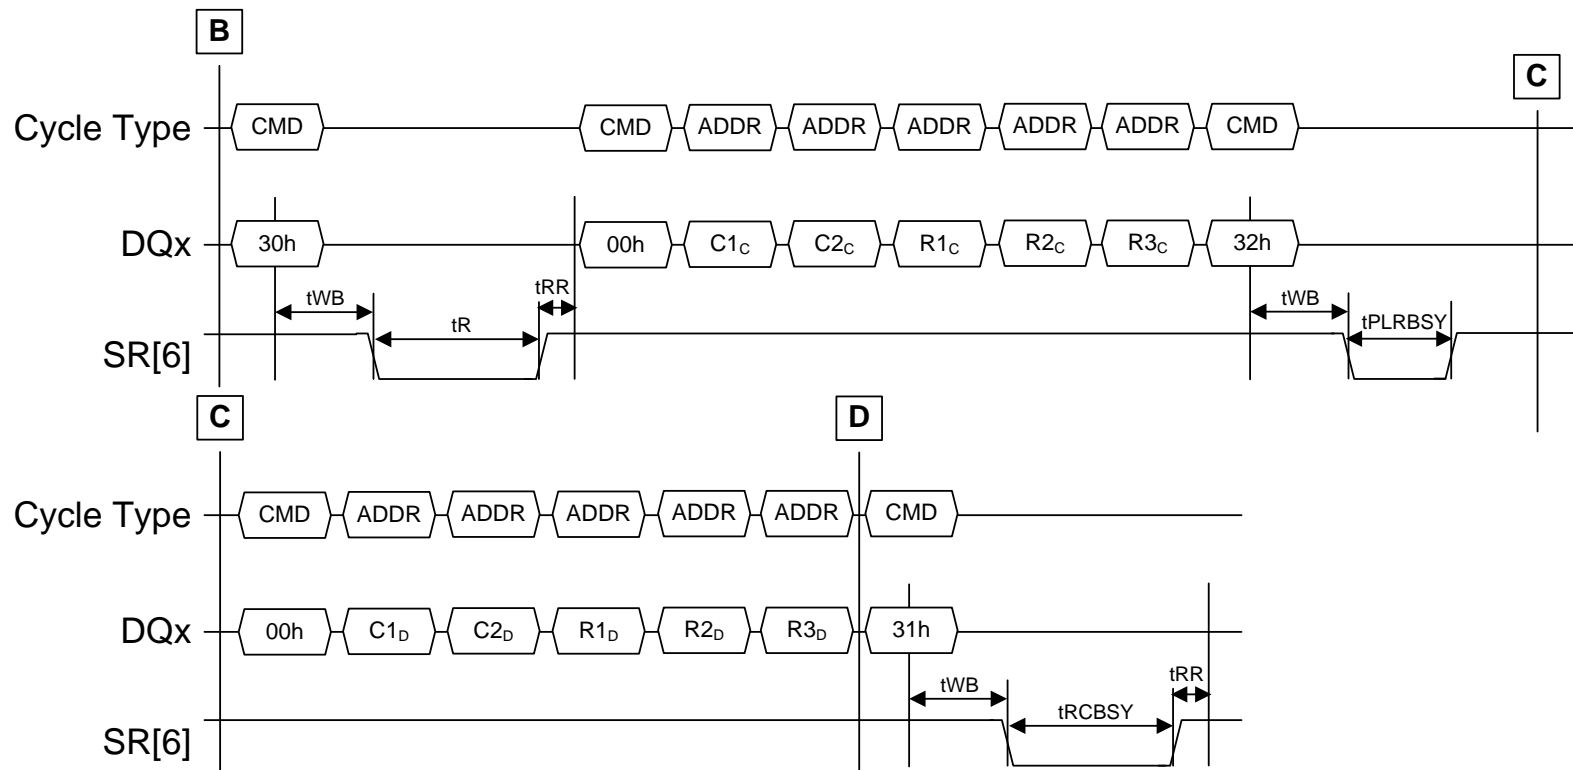 B
C
Cycle Type CMD CMD ADDR ADDR ADDR ADDR ADDR CMD
DQx 30h 00h C1C C2C R1C R2C R3C 32h
tWB tR tRR tWB tPLRBSY
SR[6]
C D
Cycle Type CMD ADDR ADDR ADDR ADDR ADDR CMD
DQx 00h C1D C2D R1D R2D R3D 31h
tWB tRCBSY tRR
SR[6]